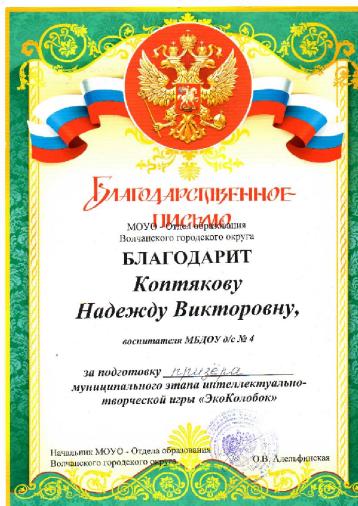 БЛАГОДАРСТВЕННОЕ
ПИСЬМО
МОУО - Отдел образования
Волчанского городского округа
БЛАГОДАРИТ
Коптякову
Надежду Викторовну,
воспитателя МБДОУ д/с № 4
за подготовку призёра
муниципального этапа интеллектуально-
творческой игры «ЭкоКолобок»
Начальник МОУО - Отдела образования
Волчанского городского округа
О.В. Адельфинская